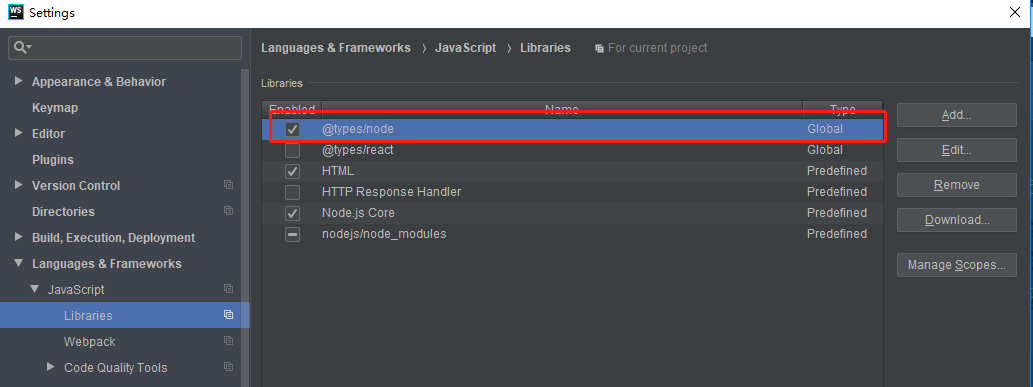 WS Settings
Languages & Frameworks › JavaScript › Libraries For current project
Appearance & Behavior
Keymap
Editor
Plugins
Version Control
Directories
Build, Execution, Deployment
Languages & Frameworks
JavaScript
Libraries
Webpack
Code Quality Tools
Libraries
Enabled Name Type
@types/node Global
@types/react Global
HTML Predefined
HTTP Response Handler Predefined
Node.js Core Predefined
nodejs/node_modules Predefined
Add...
Edit...
Remove
Download...
Manage Scopes...